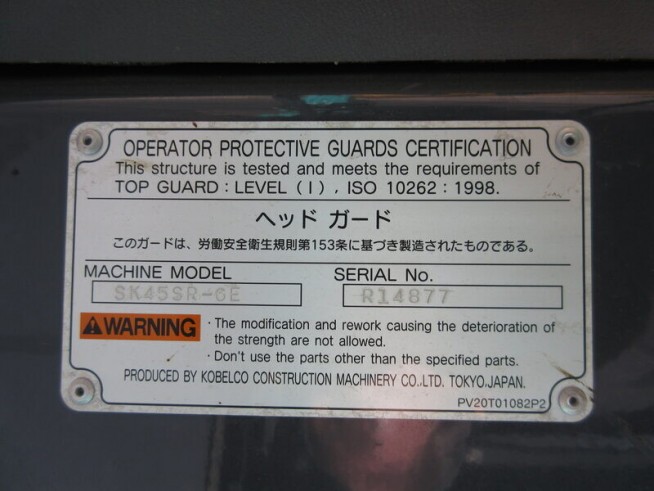 OPERATOR PROTECTIVE GUARDS CERTIFICATION
This structure is tested and meets the requirements of
TOP GUARD : LEVEL ( I ) , ISO 10262 : 1998.
ヘッド ガード
このガードは、労働安全衛生規則第153条に基づき製造されたものである。
MACHINE MODEL SERIAL No.
SK45SR-6E R14877
WARNING ・The modification and rework causing the deterioration of
the strength are not allowed.
・Don't use the parts other than the specified parts.
PRODUCED BY KOBELCO CONSTRUCTION MACHINERY CO.,LTD. TOKYO.JAPAN.
PV20T01082P2